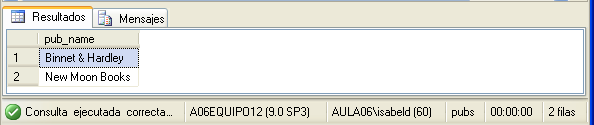 Resultados Mensajes
pub_name
1 Binnet & Hardley
2 New Moon Books
Consulta ejecutada correcta... A06EQUIPO12 (9.0 SP3) AULA06\isabeld (60) pubs 00:00:00 2 filas